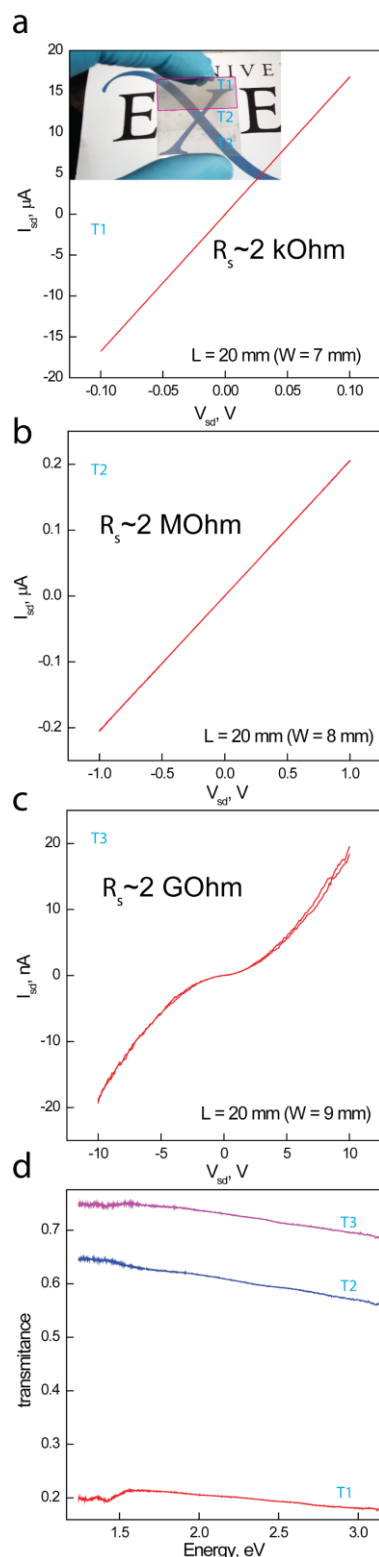 a
NIVE
EXE
T1
T2
T3
20
15
10
5
0
-5
-10
-15
-20
I_sd, µA
T1
R_s~2 kOhm
L = 20 mm (W = 7 mm)
-0.10 -0.05 0.00 0.05 0.10
V_sd, V
b
0.2
0.1
0.0
-0.1
-0.2
I_sd, µA
T2
R_s~2 MOhm
L = 20 mm (W = 8 mm)
-1.0 -0.5 0.0 0.5 1.0
V_sd, V
c
20
10
0
-10
-20
I_sd, nA
T3
R_s~2 GOhm
L = 20 mm (W = 9 mm)
-10 -5 0 5 10
V_sd, V
d
0.7
0.6
0.5
0.4
0.3
0.2
transmitance
T3
T2
T1
1.5 2.0 2.5 3.0
Energy, eV